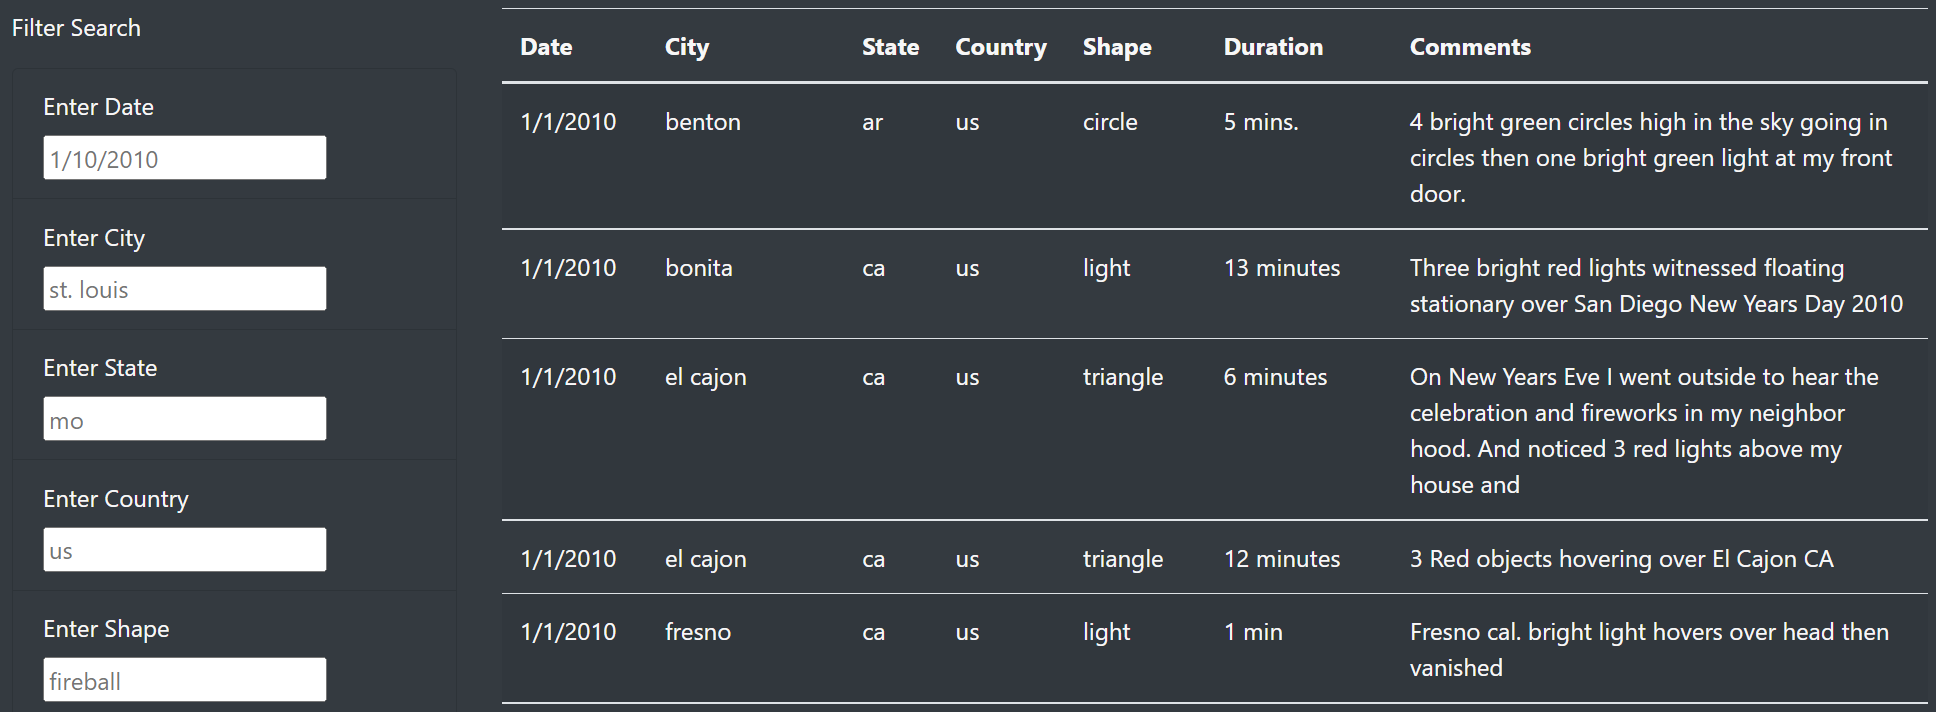 Filter Search
Enter Date
1/10/2010
Enter City
st. louis
Enter State
mo
Enter Country
us
Enter Shape
fireball
Date City State Country Shape Duration Comments
1/1/2010 benton ar us circle 5 mins. 4 bright green circles high in the sky going in
circles then one bright green light at my front
door.
1/1/2010 bonita ca us light 13 minutes Three bright red lights witnessed floating
stationary over San Diego New Years Day 2010
1/1/2010 el cajon ca us triangle 6 minutes On New Years Eve I went outside to hear the
celebration and fireworks in my neighbor
hood. And noticed 3 red lights above my
house and
1/1/2010 el cajon ca us triangle 12 minutes 3 Red objects hovering over El Cajon CA
1/1/2010 fresno ca us light 1 min Fresno cal. bright light hovers over head then
vanished